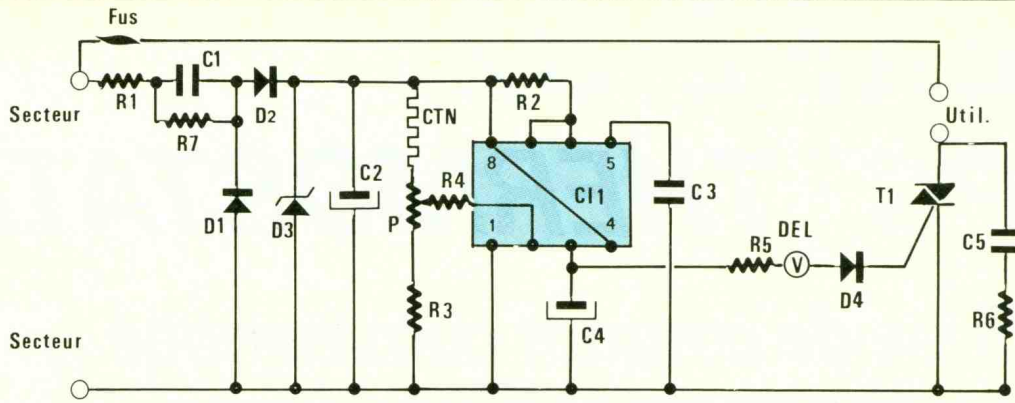 Fus
C1
R1
D2
Secteur
R7
CTN
R2
Util.
C2
8
5
R4
CI1
C3
T1
D1
D3
P
1
4
DEL
R5
V
C5
D4
R3
C4
R6
Secteur